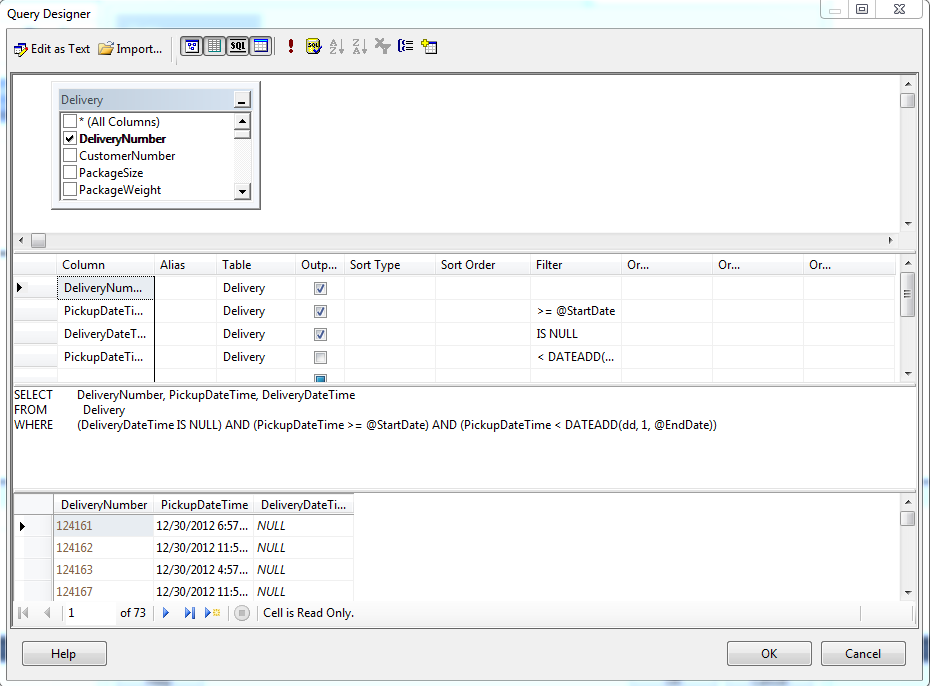 Query Designer
Edit as Text Import...
SQL SQL A Z Z A
Delivery
* (All Columns)
DeliveryNumber
CustomerNumber
PackageSize
PackageWeight
Column Alias Table Outp... Sort Type Sort Order Filter Or... Or... Or...
DeliveryNum... Delivery
PickupDateTi... Delivery >= @StartDate
DeliveryDateT... Delivery IS NULL
PickupDateTi... Delivery < DATEADD(...
SELECT DeliveryNumber, PickupDateTime, DeliveryDateTime
FROM Delivery
WHERE (DeliveryDateTime IS NULL) AND (PickupDateTime >= @StartDate) AND (PickupDateTime < DATEADD(dd, 1, @EndDate))
DeliveryNumber PickupDateTime DeliveryDateTi...
124161 12/30/2012 6:57... NULL
124162 12/30/2012 11:5... NULL
124163 12/30/2012 4:57... NULL
124167 12/30/2012 11:5... NULL
1 of 73 Cell is Read Only.
Help OK Cancel